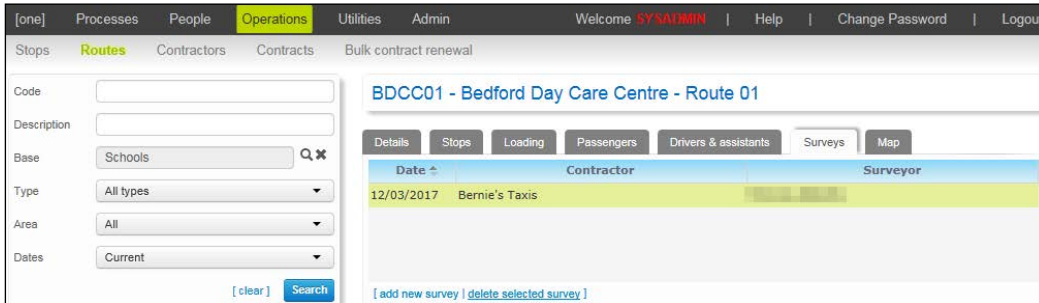 [one] Processes People Operations Utilities Admin Welcome SYSADMIN | Help | Change Password | Logou
Stops Routes Contractors Contracts Bulk contract renewal
Code
Description
Base Schools
Type All types
Area All
Dates Current
[ clear ] Search
BDCC01 - Bedford Day Care Centre - Route 01
Details Stops Loading Passengers Drivers & assistants Surveys Map
Date Contractor Surveyor
12/03/2017 Bernie's Taxis
[ add new survey | delete selected survey ]